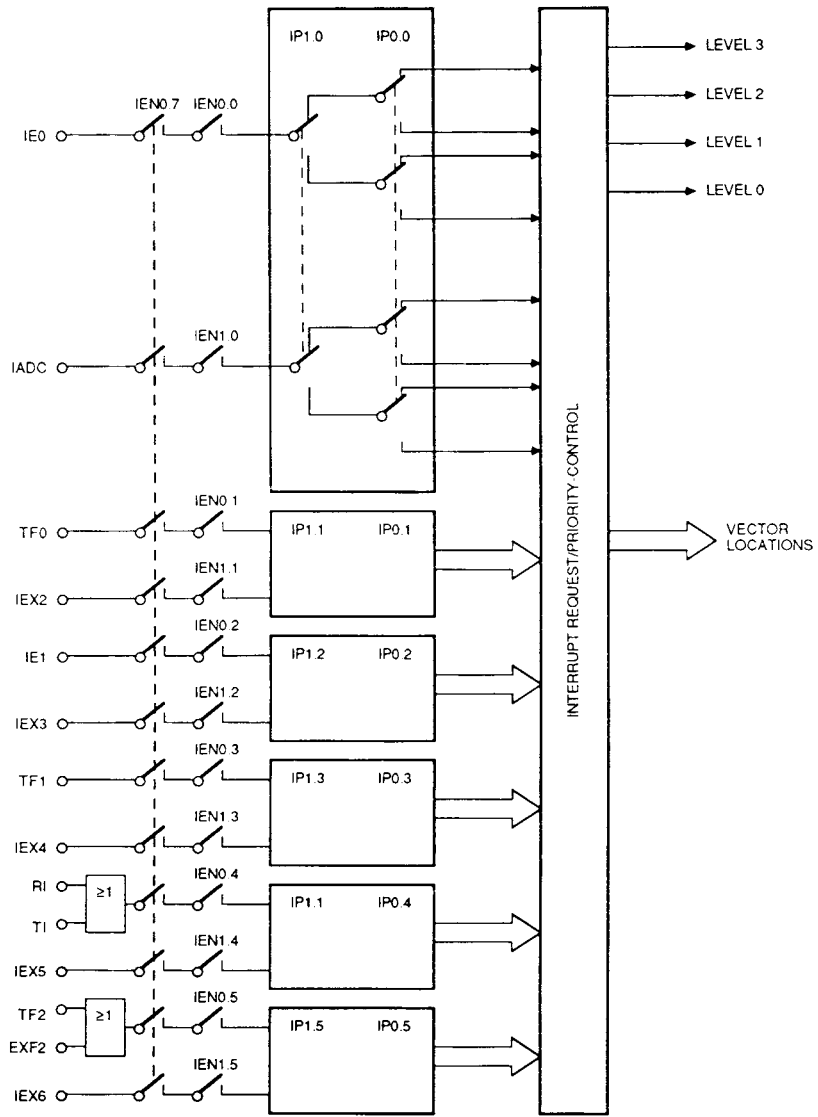 IP1.0 IP0.0
LEVEL 3
LEVEL 2
IEN0.7 IEN0.0
IE0
LEVEL 1
LEVEL 0
IEN1.0
IADC
INTERRUPT REQUEST/PRIORITY-CONTROL
IEN0.1
TF0
IP1.1 IP0.1
VECTOR
LOCATIONS
IEN1.1
IEX2
IEN0.2
IE1
IP1.2 IP0.2
IEN1.2
IEX3
IEN0.3
TF1
IP1.3 IP0.3
IEN1.3
IEX4
IEN0.4
RI
≥1
IP1.1 IP0.4
TI
IEN1.4
IEX5
IEN0.5
TF2
≥1
IP1.5 IP0.5
EXF2
IEN1.5
IEX6